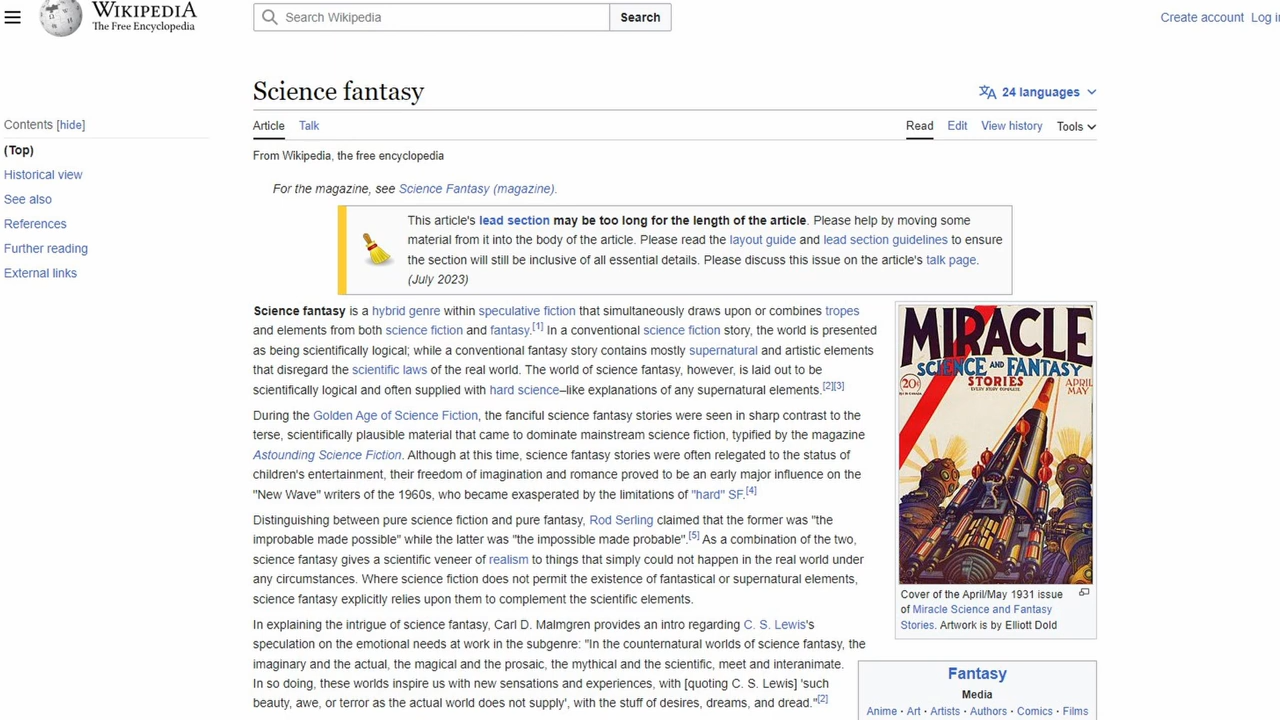 WIKIPEDIA
The Free Encyclopedia
Search Wikipedia
Search
Create account Log i
Science fantasy
24 languages
Article Talk
Read Edit View history Tools
From Wikipedia, the free encyclopedia
Contents [hide]
(Top)
Historical view
See also
References
Further reading
External links
For the magazine, see Science Fantasy (magazine).
This article's lead section may be too long for the length of the article. Please help by moving some
material from it into the body of the article. Please read the layout guide and lead section guidelines to ensure
the section will still be inclusive of all essential details. Please discuss this issue on the article's talk page.
(July 2023)
Science fantasy is a hybrid genre within speculative fiction that simultaneously draws upon or combines tropes
and elements from both science fiction and fantasy.[1] In a conventional science fiction story, the world is presented
as being scientifically logical; while a conventional fantasy story contains mostly supernatural and artistic elements
that disregard the scientific laws of the real world. The world of science fantasy, however, is laid out to be
scientifically logical and often supplied with hard science–like explanations of any supernatural elements.[2][3]
During the Golden Age of Science Fiction, the fanciful science fantasy stories were seen in sharp contrast to the
terse, scientifically plausible material that came to dominate mainstream science fiction, typified by the magazine
Astounding Science Fiction. Although at this time, science fantasy stories were often relegated to the status of
children's entertainment, their freedom of imagination and romance proved to be an early major influence on the
"New Wave" writers of the 1960s, who became exasperated by the limitations of "hard" SF.[4]
Distinguishing between pure science fiction and pure fantasy, Rod Serling claimed that the former was "the
improbable made possible" while the latter was "the impossible made probable".[5] As a combination of the two,
science fantasy gives a scientific veneer of realism to things that simply could not happen in the real world under
any circumstances. Where science fiction does not permit the existence of fantastical or supernatural elements,
science fantasy explicitly relies upon them to complement the scientific elements.
In explaining the intrigue of science fantasy, Carl D. Malmgren provides an intro regarding C. S. Lewis's
speculation on the emotional needs at work in the subgenre: "In the counternatural worlds of science fantasy, the
imaginary and the actual, the magical and the prosaic, the mythical and the scientific, meet and interanimate.
In so doing, these worlds inspire us with new sensations and experiences, with [quoting C. S. Lewis] 'such
beauty, awe, or terror as the actual world does not supply', with the stuff of desires, dreams, and dread."[2]
MIRACLE
SCIENCE AND FANTASY
STORIES
20¢
EVERY STORY COMPLETE
APRIL
MAY
Cover of the April/May 1931 issue
of Miracle Science and Fantasy
Stories. Artwork is by Elliott Dold
Fantasy
Media
Anime · Art · Artists · Authors · Comics · Films